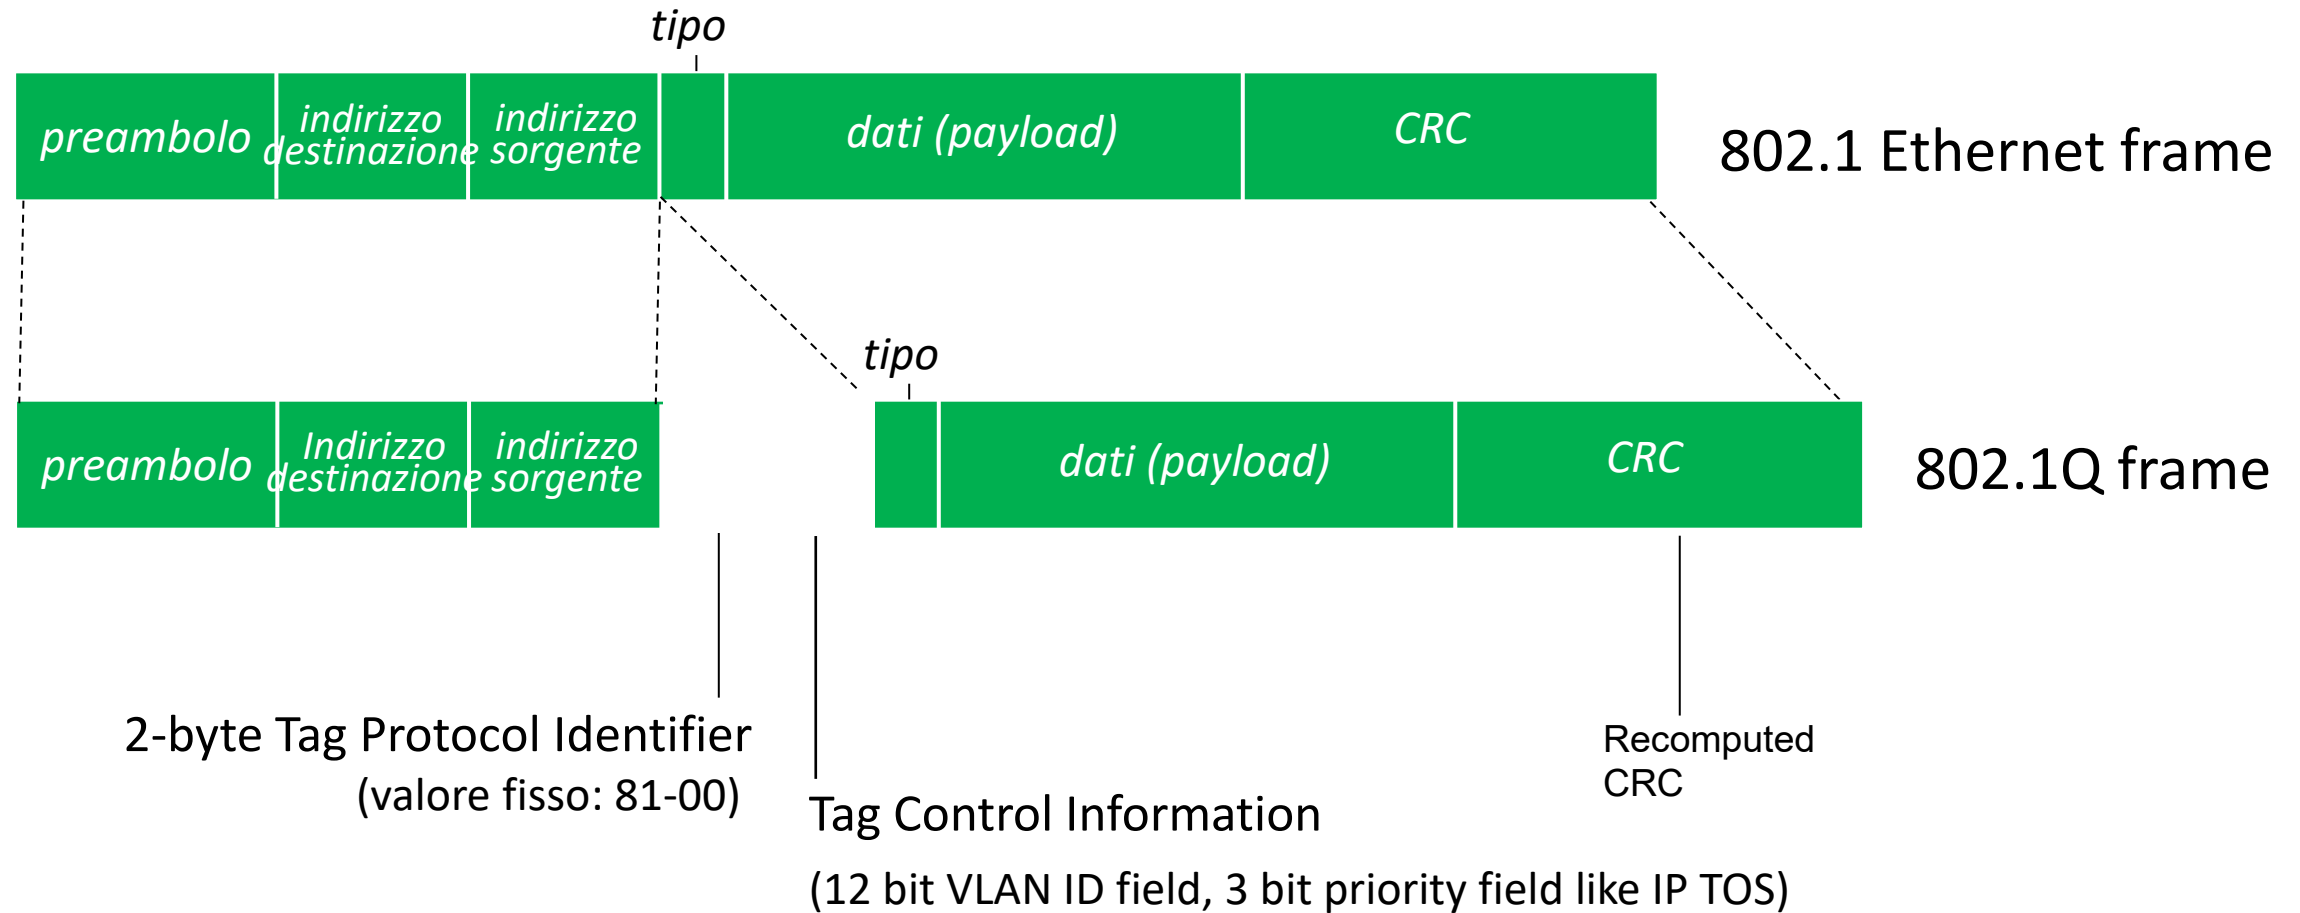 tipo
preambolo
indirizzo
destinazione
indirizzo
sorgente
dati (payload)
CRC
802.1 Ethernet frame
tipo
preambolo
Indirizzo
destinazione
indirizzo
sorgente
dati (payload)
CRC
802.1Q frame
2-byte Tag Protocol Identifier
(valore fisso: 81-00)
Tag Control Information
(12 bit VLAN ID field, 3 bit priority field like IP TOS)
Recomputed
CRC